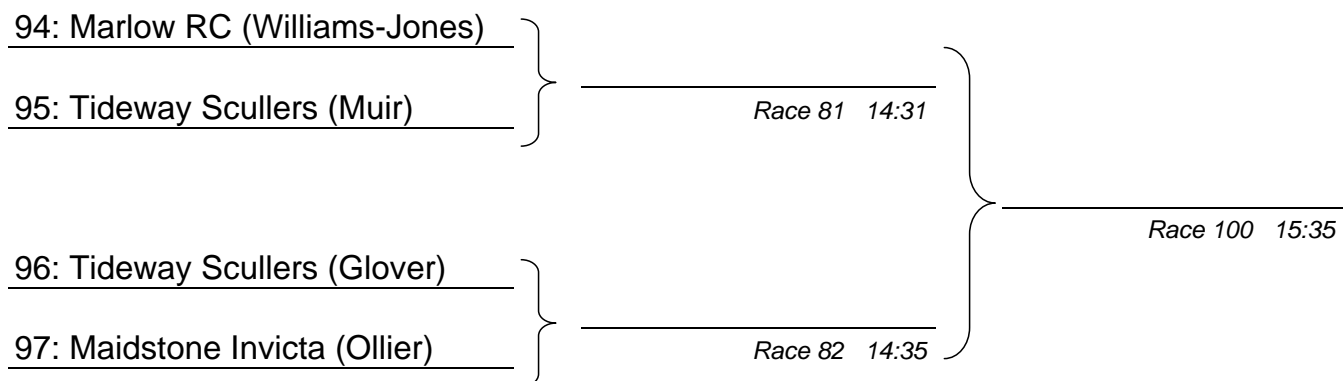 94: Marlow RC (Williams-Jones)
95: Tideway Scullers (Muir)
Race 81 14:31
Race 100 15:35
96: Tideway Scullers (Glover)
97: Maidstone Invicta (Ollier)
Race 82 14:35